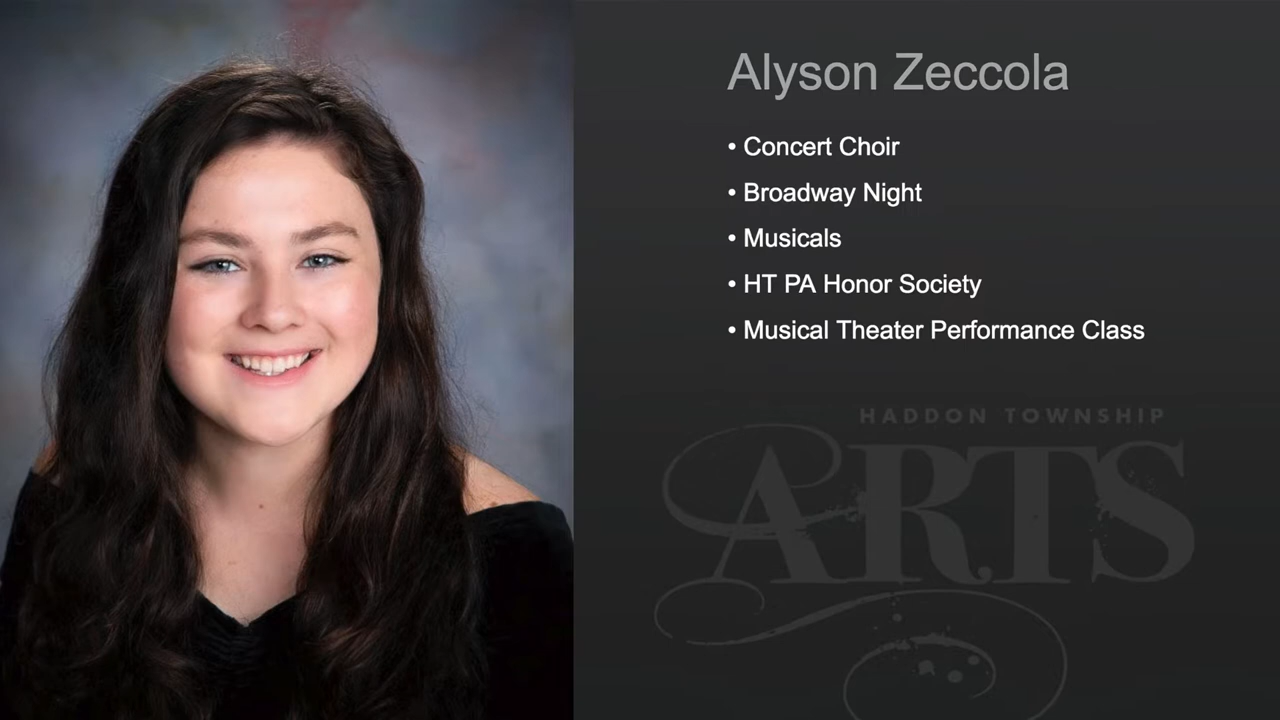 Alyson Zeccola
• Concert Choir
• Broadway Night
• Musicals
• HT PA Honor Society
• Musical Theater Performance Class
HADDON TOWNSHIP
ARTS